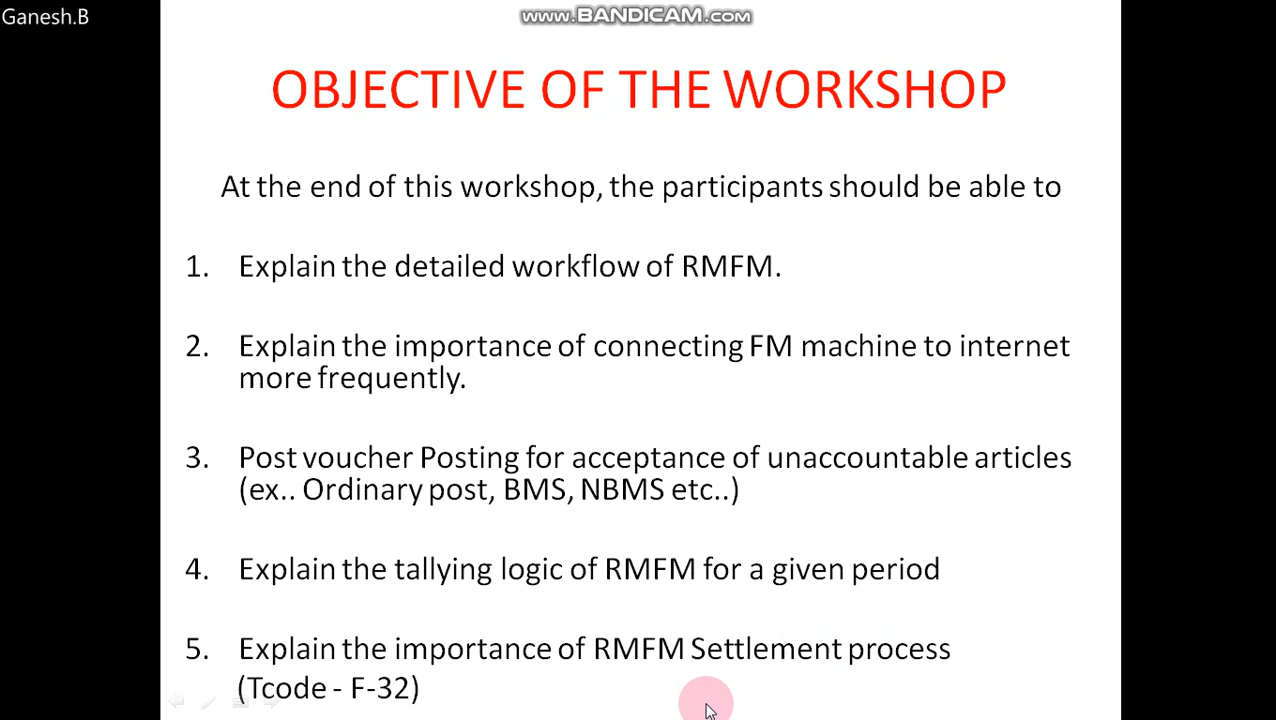 Ganesh.B
www.BANDICAM.com
OBJECTIVE OF THE WORKSHOP
At the end of this workshop, the participants should be able to
1. Explain the detailed workflow of RMFM.
2. Explain the importance of connecting FM machine to internet
more frequently.
3. Post voucher Posting for acceptance of unaccountable articles
(ex.. Ordinary post, BMS, NBMS etc..)
4. Explain the tallying logic of RMFM for a given period
5. Explain the importance of RMFM Settlement process
(Tcode - F-32)